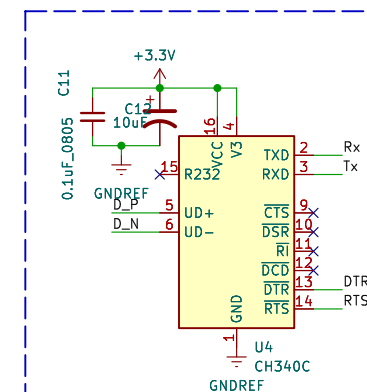 +3.3V
C11
C12
10uF
0.1uF_0805
GNDREF
16
4
VCC
V3
15
R232
TXD
2
Rx
RXD
3
Tx
D_P
5
UD+
D_N
6
UD-
CTS
9
DSR
10
RI
11
DCD
12
DTR
13
DTR
RTS
14
RTS
GND
1
U4
CH340C
GNDREF